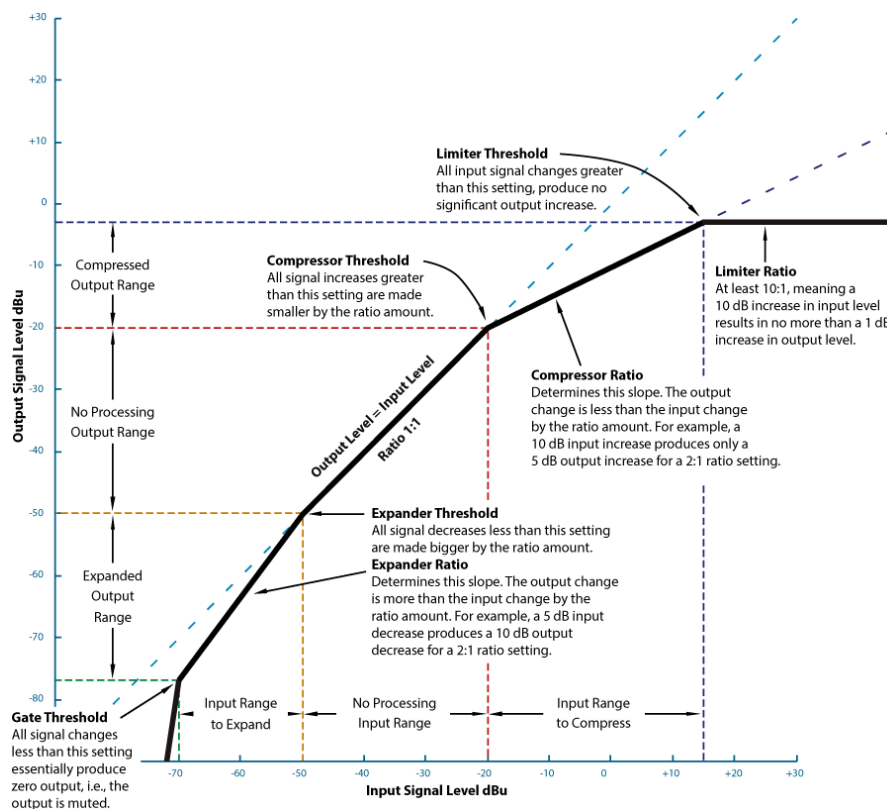 +30
+20
+10
0
-10
-20
-30
-40
-50
-60
-70
-80
Output Signal Level dBu
Limiter Threshold
All input signal changes greater
than this setting, produce no
significant output increase.
Compressed
Output Range
Compressor Threshold
All signal increases greater
than this setting are made
smaller by the ratio amount.
Limiter Ratio
At least 10:1, meaning a
10 dB increase in input level
results in no more than a 1 dB
increase in output level.
No Processing
Output Range
Output Level = Input Level
Ratio 1:1
Compressor Ratio
Determines this slope. The output
change is less than the input change
by the ratio amount. For example, a
10 dB input increase produces only a
5 dB output increase for a 2:1 ratio setting.
Expander Threshold
All signal decreases less than this setting
are made bigger by the ratio amount.
Expanded
Output
Range
Expander Ratio
Determines this slope. The output change
is more than the input change by the
ratio amount. For example, a 5 dB input
decrease produces a 10 dB output
decrease for a 2:1 ratio setting.
Gate Threshold
All signal changes
less than this setting
essentially produce
zero output, i.e., the
output is muted.
Input Range
to Expand
No Processing
Input Range
Input Range
to Compress
-70
-60
-50
-40
-30
-20
-10
0
+10
+20
+30
Input Signal Level dBu